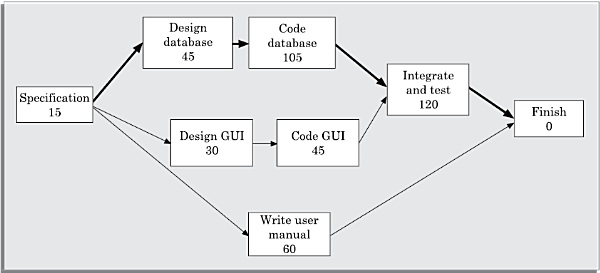 Design
database
45
Code
database
105
Integrate
and test
120
Specification
15
Finish
0
Design GUI
30
Code GUI
45
Write user
manual
60